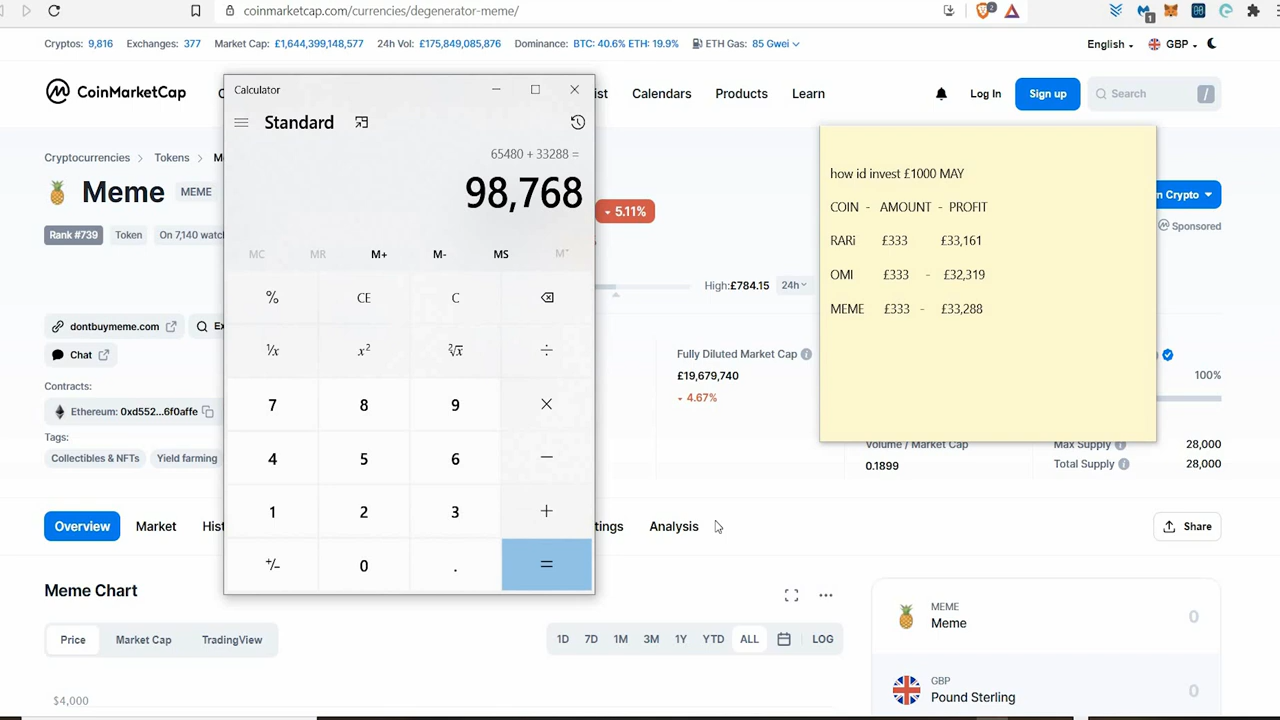 coinmarketcap.com/currencies/degenerator-meme/
2
1
Cryptos: 9,816 Exchanges: 377 Market Cap: £1,644,399,148,577 24h Vol: £175,849,085,876 Dominance: BTC: 40.6% ETH: 19.9% ETH Gas: 85 Gwei
English
GBP
CoinMarketCap
Calendars
Products
Learn
Log In
Sign up
Search
/
Cryptocurrencies
Tokens
Meme
MEME
Rank #739
Token
On 7,140
5.11%
Sponsored
High:£784.15
24h
dontbuymeme.com
Chat
Contracts:
Ethereum: 0xd552...6f0affe
Tags:
Collectibles & NFTs
Yield farming
Fully Diluted Market Cap
£19,679,740
4.67%
100%
Volume / Market Cap
0.1899
Max Supply
28,000
Total Supply
28,000
Calculator
Standard
65480 + 33288 =
98,768
MC MR M+ M- MS
% CE C
¹/x x² ²√x ÷
7 8 9 ×
4 5 6 −
1 2 3 +
+/- 0 . =
how id invest £1000 MAY
COIN - AMOUNT - PROFIT
RARi £333 £33,161
OMI £333 - £32,319
MEME £333 - £33,288
Overview
Market
Analysis
Share
Meme Chart
Price
Market Cap
TradingView
1D 7D 1M 3M 1Y YTD ALL LOG
$4,000
MEME
Meme
0
GBP
Pound Sterling
0